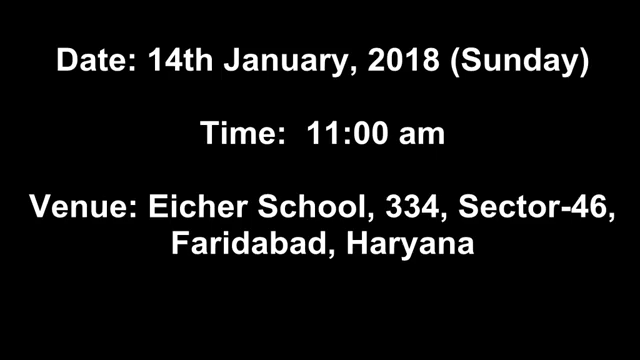 Date: 14th January, 2018 (Sunday)
Time:  11:00 am
Venue: Eicher School, 334, Sector-46,
Faridabad, Haryana